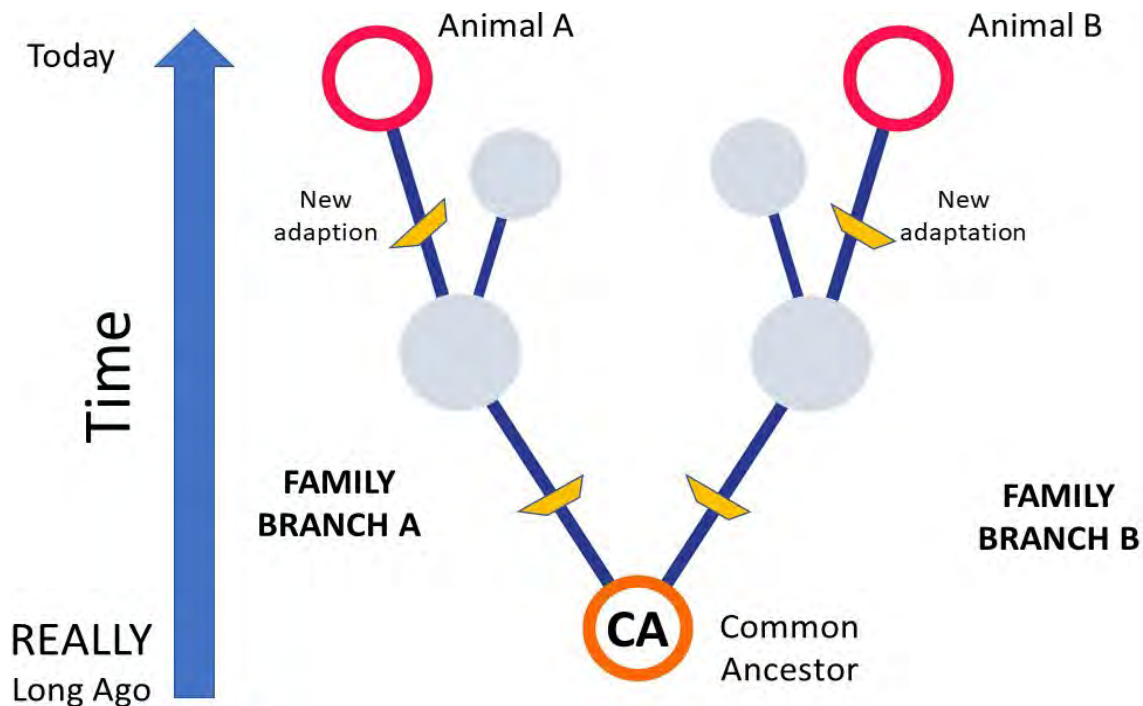 Animal A
Animal B
Today
New
adaption
New
adaptation
Time
FAMILY
BRANCH A
FAMILY
BRANCH B
CA
Common
Ancestor
REALLY
Long Ago